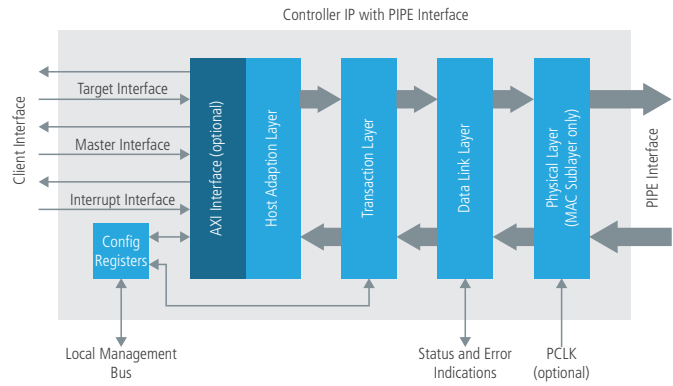 Controller IP with PIPE Interface
Client Interface
Target Interface
Master Interface
Interrupt Interface
AXI Interface (optional)
Host Adaption Layer
Transaction Layer
Data Link Layer
Physical Layer
(MAC Sublayer only)
PIPE Interface
Config
Registers
Local Management
Bus
Status and Error
Indications
PCLK
(optional)